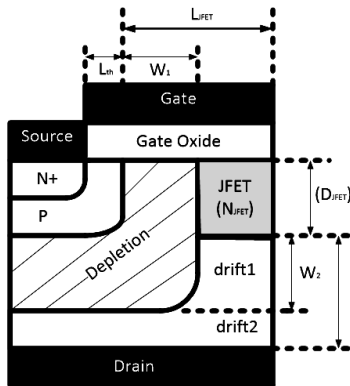 LJFET
Lth
W1
Gate
Source
Gate Oxide
N+
JFET
(NJFET)
(DJFET)
P
Depletion
drift1
W2
drift2
Drain